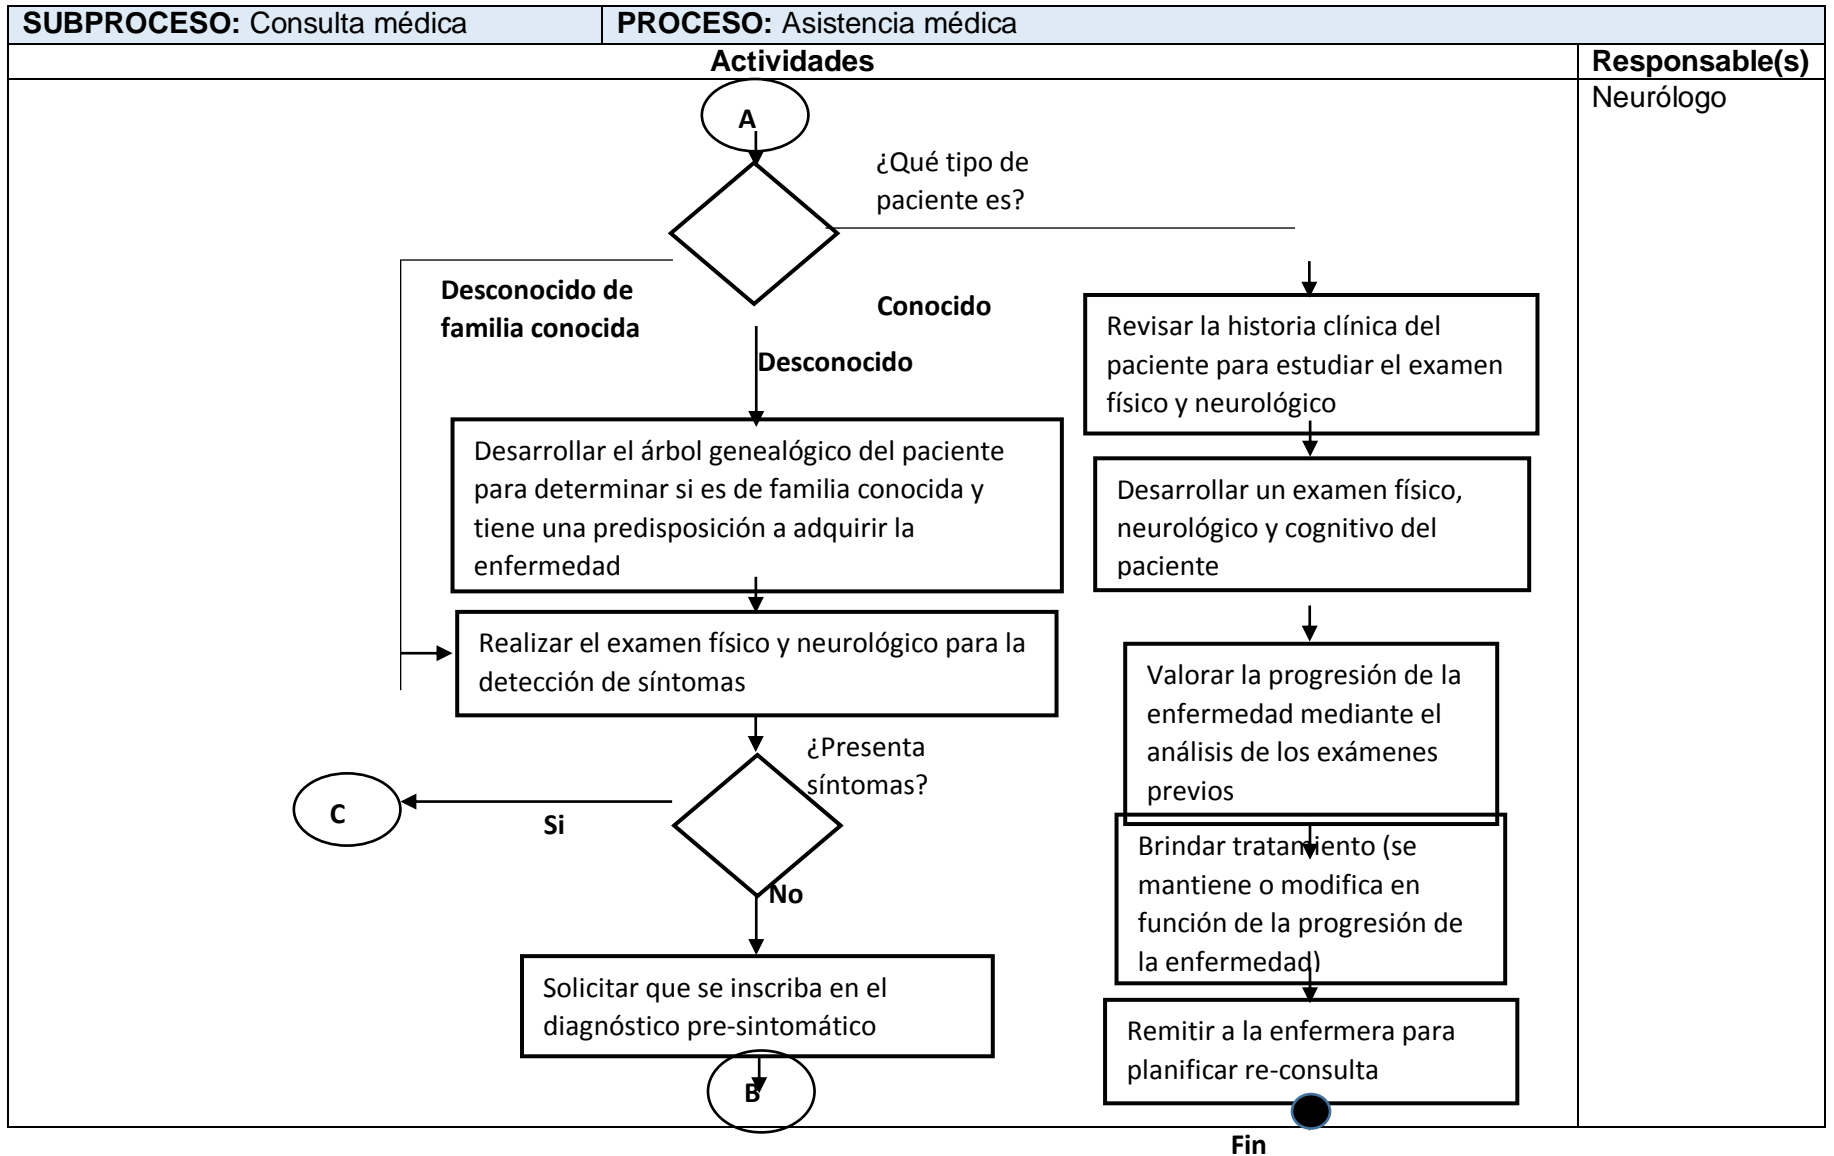 SUBPROCESO: Consulta médica
PROCESO: Asistencia médica
Actividades
Responsable(s)
Neurólogo
A
¿Qué tipo de
paciente es?
Desconocido de
familia conocida
Conocido
Desconocido
Revisar la historia clínica del
paciente para estudiar el examen
físico y neurológico
Desarrollar el árbol genealógico del paciente
para determinar si es de familia conocida y
tiene una predisposición a adquirir la
enfermedad
Desarrollar un examen físico,
neurológico y cognitivo del
paciente
Realizar el examen físico y neurológico para la
detección de síntomas
Valorar la progresión de la
enfermedad mediante el
análisis de los exámenes
previos
¿Presenta
síntomas?
C
Si
No
Brindar tratamiento (se
mantiene o modifica en
función de la progresión de
la enfermedad)
Solicitar que se inscriba en el
diagnóstico pre-sintomático
Remitir a la enfermera para
planificar re-consulta
B
Fin